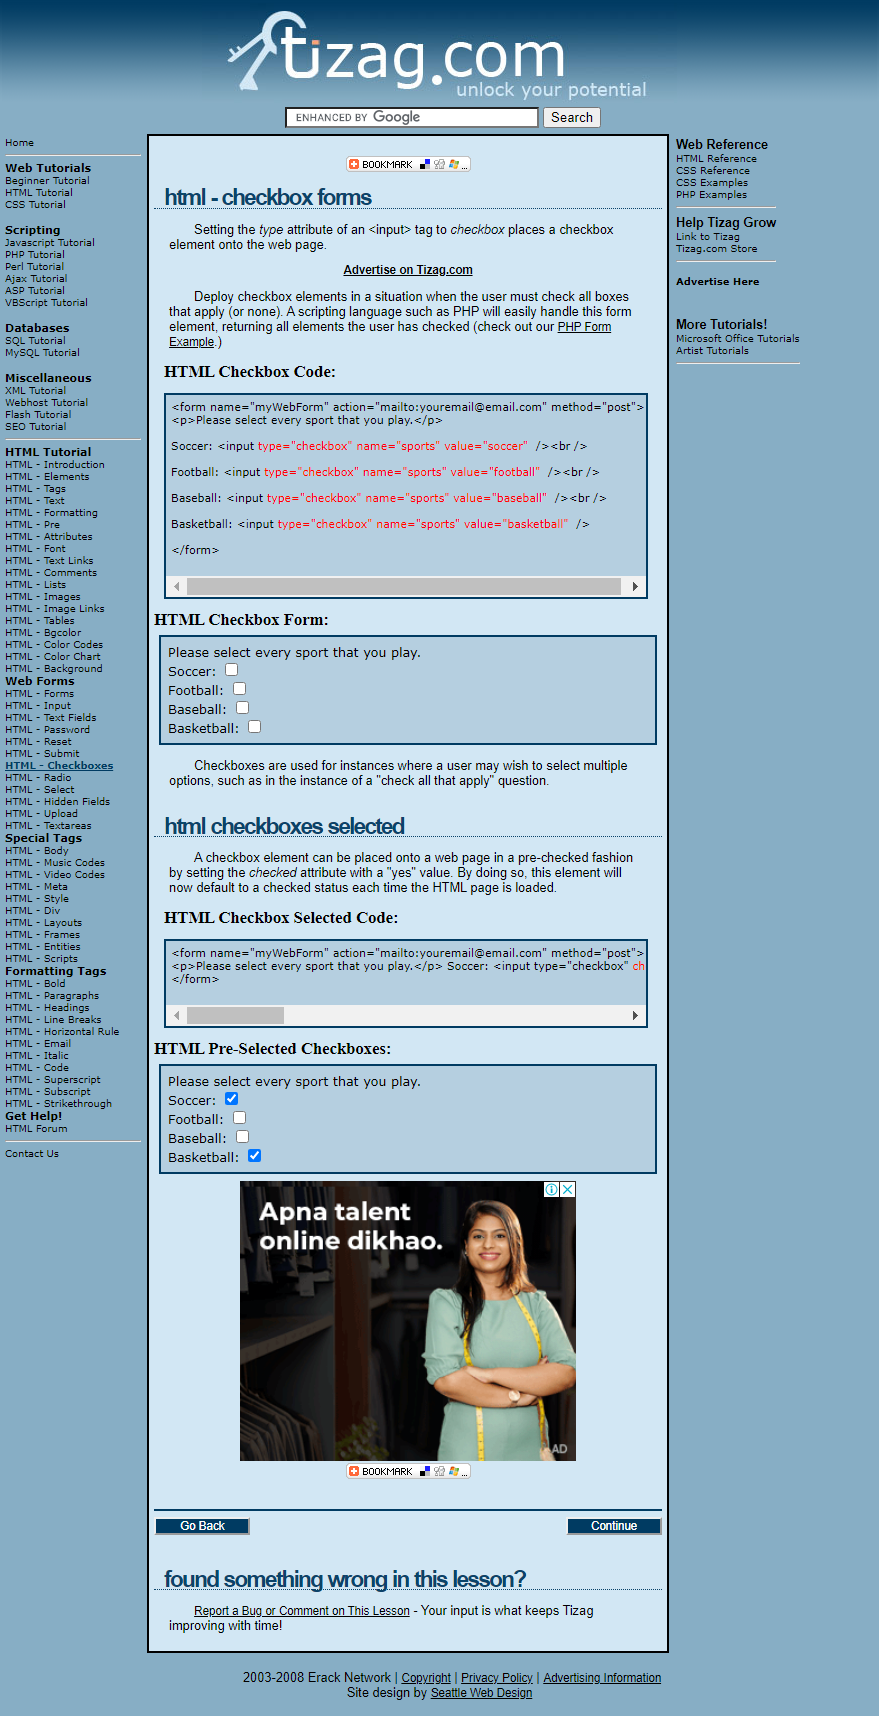 tizag.com
unlock your potential
ENHANCED BY Google
Search
Home
Web Tutorials
Beginner Tutorial
HTML Tutorial
CSS Tutorial
Scripting
Javascript Tutorial
PHP Tutorial
Perl Tutorial
Ajax Tutorial
ASP Tutorial
VBScript Tutorial
Databases
SQL Tutorial
MySQL Tutorial
Miscellaneous
XML Tutorial
Webhost Tutorial
Flash Tutorial
SEO Tutorial
HTML Tutorial
HTML - Introduction
HTML - Elements
HTML - Tags
HTML - Text
HTML - Formatting
HTML - Pre
HTML - Attributes
HTML - Font
HTML - Text Links
HTML - Comments
HTML - Lists
HTML - Images
HTML - Image Links
HTML - Tables
HTML - Bgcolor
HTML - Color Codes
HTML - Color Chart
HTML - Background
Web Forms
HTML - Forms
HTML - Input
HTML - Text Fields
HTML - Password
HTML - Reset
HTML - Submit
HTML - Checkboxes
HTML - Radio
HTML - Select
HTML - Hidden Fields
HTML - Upload
HTML - Textareas
Special Tags
HTML - Body
HTML - Music Codes
HTML - Video Codes
HTML - Meta
HTML - Style
HTML - Div
HTML - Layouts
HTML - Frames
HTML - Entities
HTML - Scripts
Formatting Tags
HTML - Bold
HTML - Paragraphs
HTML - Headings
HTML - Line Breaks
HTML - Horizontal Rule
HTML - Email
HTML - Italic
HTML - Code
HTML - Superscript
HTML - Subscript
HTML - Strikethrough
Get Help!
HTML Forum
Contact Us
BOOKMARK ...
html - checkbox forms
Setting the type attribute of an <input> tag to checkbox places a checkbox
element onto the web page.
Advertise on Tizag.com
Deploy checkbox elements in a situation when the user must check all boxes
that apply (or none). A scripting language such as PHP will easily handle this form
element, returning all elements the user has checked (check out our PHP Form
Example.)
HTML Checkbox Code:
<form name="myWebForm" action="mailto:youremail@email.com" method="post">
<p>Please select every sport that you play.</p>
Soccer: <input type="checkbox" name="sports" value="soccer" /><br />
Football: <input type="checkbox" name="sports" value="football" /><br />
Baseball: <input type="checkbox" name="sports" value="baseball" /><br />
Basketball: <input type="checkbox" name="sports" value="basketball" />
</form>
HTML Checkbox Form:
Please select every sport that you play.
Soccer:
Football:
Baseball:
Basketball:
Checkboxes are used for instances where a user may wish to select multiple
options, such as in the instance of a "check all that apply" question.
html checkboxes selected
A checkbox element can be placed onto a web page in a pre-checked fashion
by setting the checked attribute with a "yes" value. By doing so, this element will
now default to a checked status each time the HTML page is loaded.
HTML Checkbox Selected Code:
<form name="myWebForm" action="mailto:youremail@email.com" method="post">
<p>Please select every sport that you play.</p> Soccer: <input type="checkbox" ch
</form>
HTML Pre-Selected Checkboxes:
Please select every sport that you play.
Soccer:
Football:
Baseball:
Basketball:
Apna talent
online dikhao.
AD
BOOKMARK ...
Go Back
Continue
found something wrong in this lesson?
Report a Bug or Comment on This Lesson - Your input is what keeps Tizag
improving with time!
Web Reference
HTML Reference
CSS Reference
CSS Examples
PHP Examples
Help Tizag Grow
Link to Tizag
Tizag.com Store
Advertise Here
More Tutorials!
Microsoft Office Tutorials
Artist Tutorials
2003-2008 Erack Network | Copyright | Privacy Policy | Advertising Information
Site design by Seattle Web Design